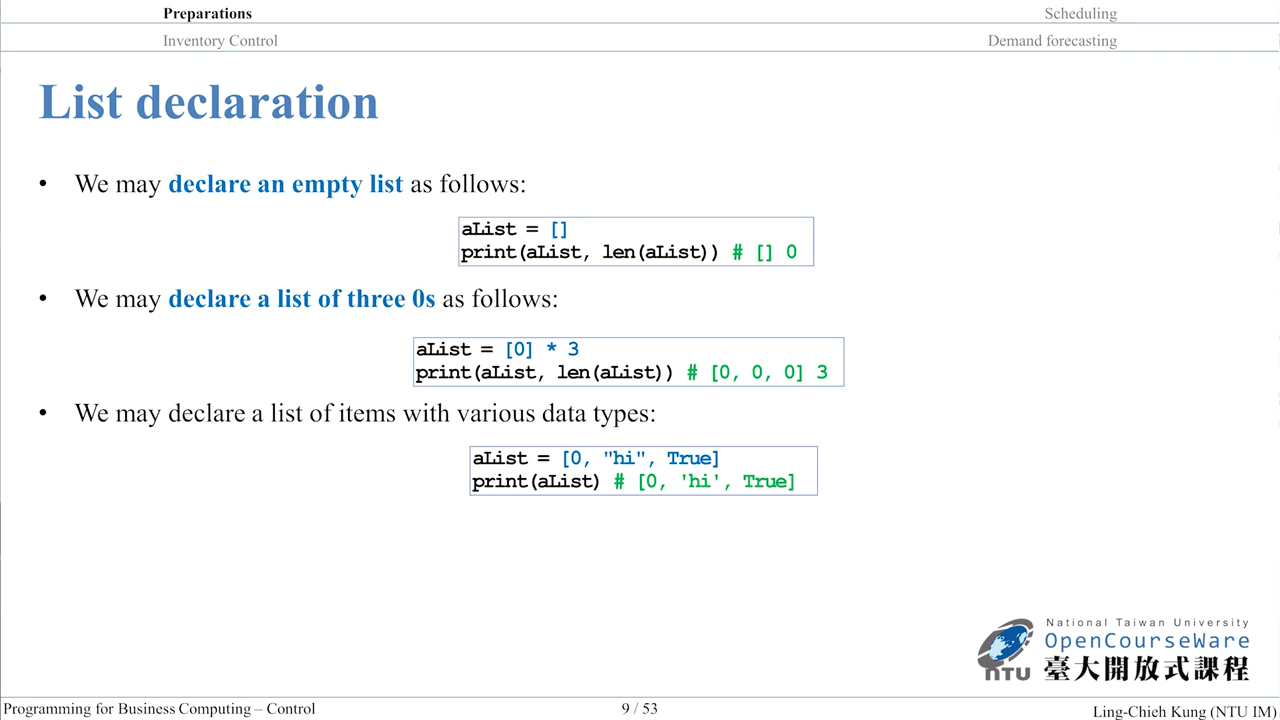 Preparations
Scheduling
Inventory Control
Demand forecasting
List declaration
• We may declare an empty list as follows:
aList = []
print(aList, len(aList)) # [] 0
• We may declare a list of three 0s as follows:
aList = [0] * 3
print(aList, len(aList)) # [0, 0, 0] 3
• We may declare a list of items with various data types:
aList = [0, "hi", True]
print(aList) # [0, 'hi', True]
National Taiwan University
OpenCourseWare
NTU 臺大開放式課程
Programming for Business Computing – Control
9 / 53
Ling-Chieh Kung (NTU IM)